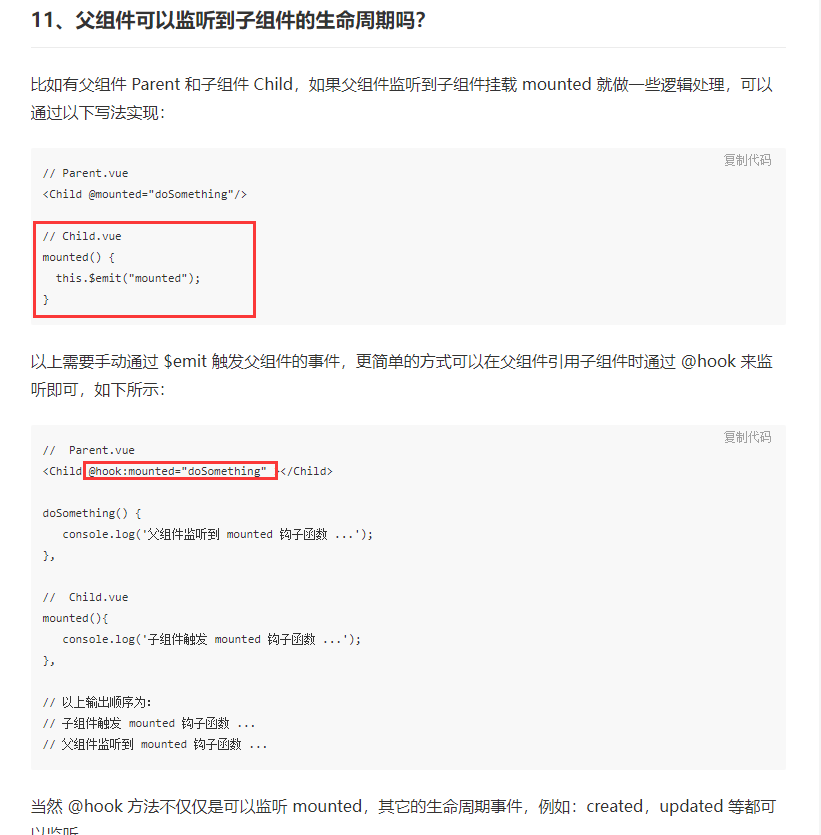 11、父组件可以监听到子组件的生命周期吗?
比如有父组件 Parent 和子组件 Child，如果父组件监听到子组件挂载 mounted 就做一些逻辑处理，可以
通过以下写法实现：
复制代码
// Parent.vue
<Child @mounted="doSomething"/>
// Child.vue
mounted() {
  this.$emit("mounted");
}
以上需要手动通过 $emit 触发父组件的事件，更简单的方式可以在父组件引用子组件时通过 @hook 来监
听即可，如下所示：
复制代码
//  Parent.vue
<Child @hook:mounted="doSomething" ></Child>
doSomething() {
   console.log('父组件监听到 mounted 钩子函数 ...');
},
//  Child.vue
mounted(){
   console.log('子组件触发 mounted 钩子函数 ...');
},
// 以上输出顺序为：
// 子组件触发 mounted 钩子函数 ...
// 父组件监听到 mounted 钩子函数 ...
当然 @hook 方法不仅仅是可以监听 mounted，其它的生命周期事件，例如：created，updated 等都可
以监听